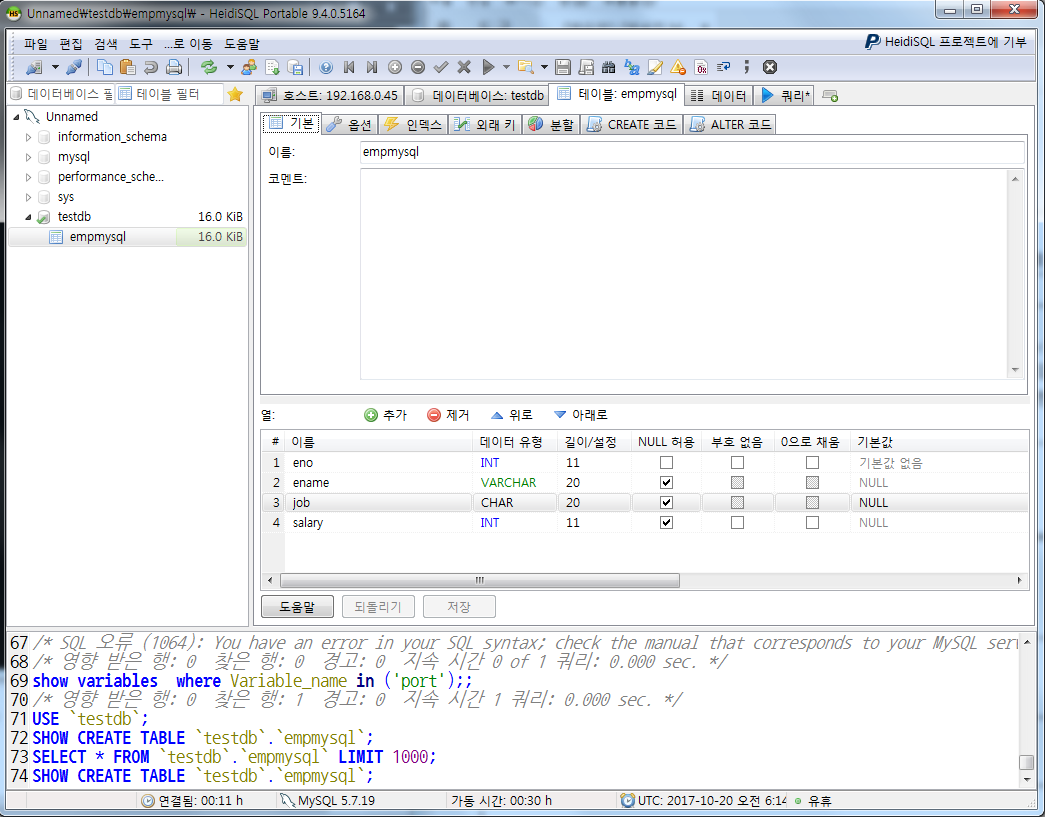 Unnamed₩testdb₩empmysql₩ - HeidiSQL Portable 9.4.0.5164
파일 편집 검색 도구 ...로 이동 도움말 HeidiSQL 프로젝트에 기부
데이터베이스 필 테이블 필터 호스트: 192.168.0.45 데이터베이스: testdb 테이블: empmysql 데이터 쿼리*
Unnamed
information_schema
mysql
performance_sche...
sys
testdb 16.0 KiB
empmysql 16.0 KiB
기본 옵션 인덱스 외래 키 분할 CREATE 코드 ALTER 코드
이름: empmysql
코멘트:
열: 추가 제거 위로 아래로
# 이름 데이터 유형 길이/설정 NULL 허용 부호 없음 0으로 채움 기본값
1 eno INT 11 기본값 없음
2 ename VARCHAR 20 NULL
3 job CHAR 20 NULL
4 salary INT 11 NULL
도움말 되돌리기 저장
67 /* SQL 오류 (1064): You have an error in your SQL syntax; check the manual that corresponds to your MySQL serv
68 /* 영향 받은 행: 0 찾은 행: 0 경고: 0 지속 시간 0 of 1 쿼리: 0.000 sec. */
69 show variables where Variable_name in ('port');;
70 /* 영향 받은 행: 0 찾은 행: 1 경고: 0 지속 시간 1 쿼리: 0.000 sec. */
71 USE `testdb`;
72 SHOW CREATE TABLE `testdb`.`empmysql`;
73 SELECT * FROM `testdb`.`empmysql` LIMIT 1000;
74 SHOW CREATE TABLE `testdb`.`empmysql`;
연결됨: 00:11 h MySQL 5.7.19 가동 시간: 00:30 h UTC: 2017-10-20 오전 6:14 유휴